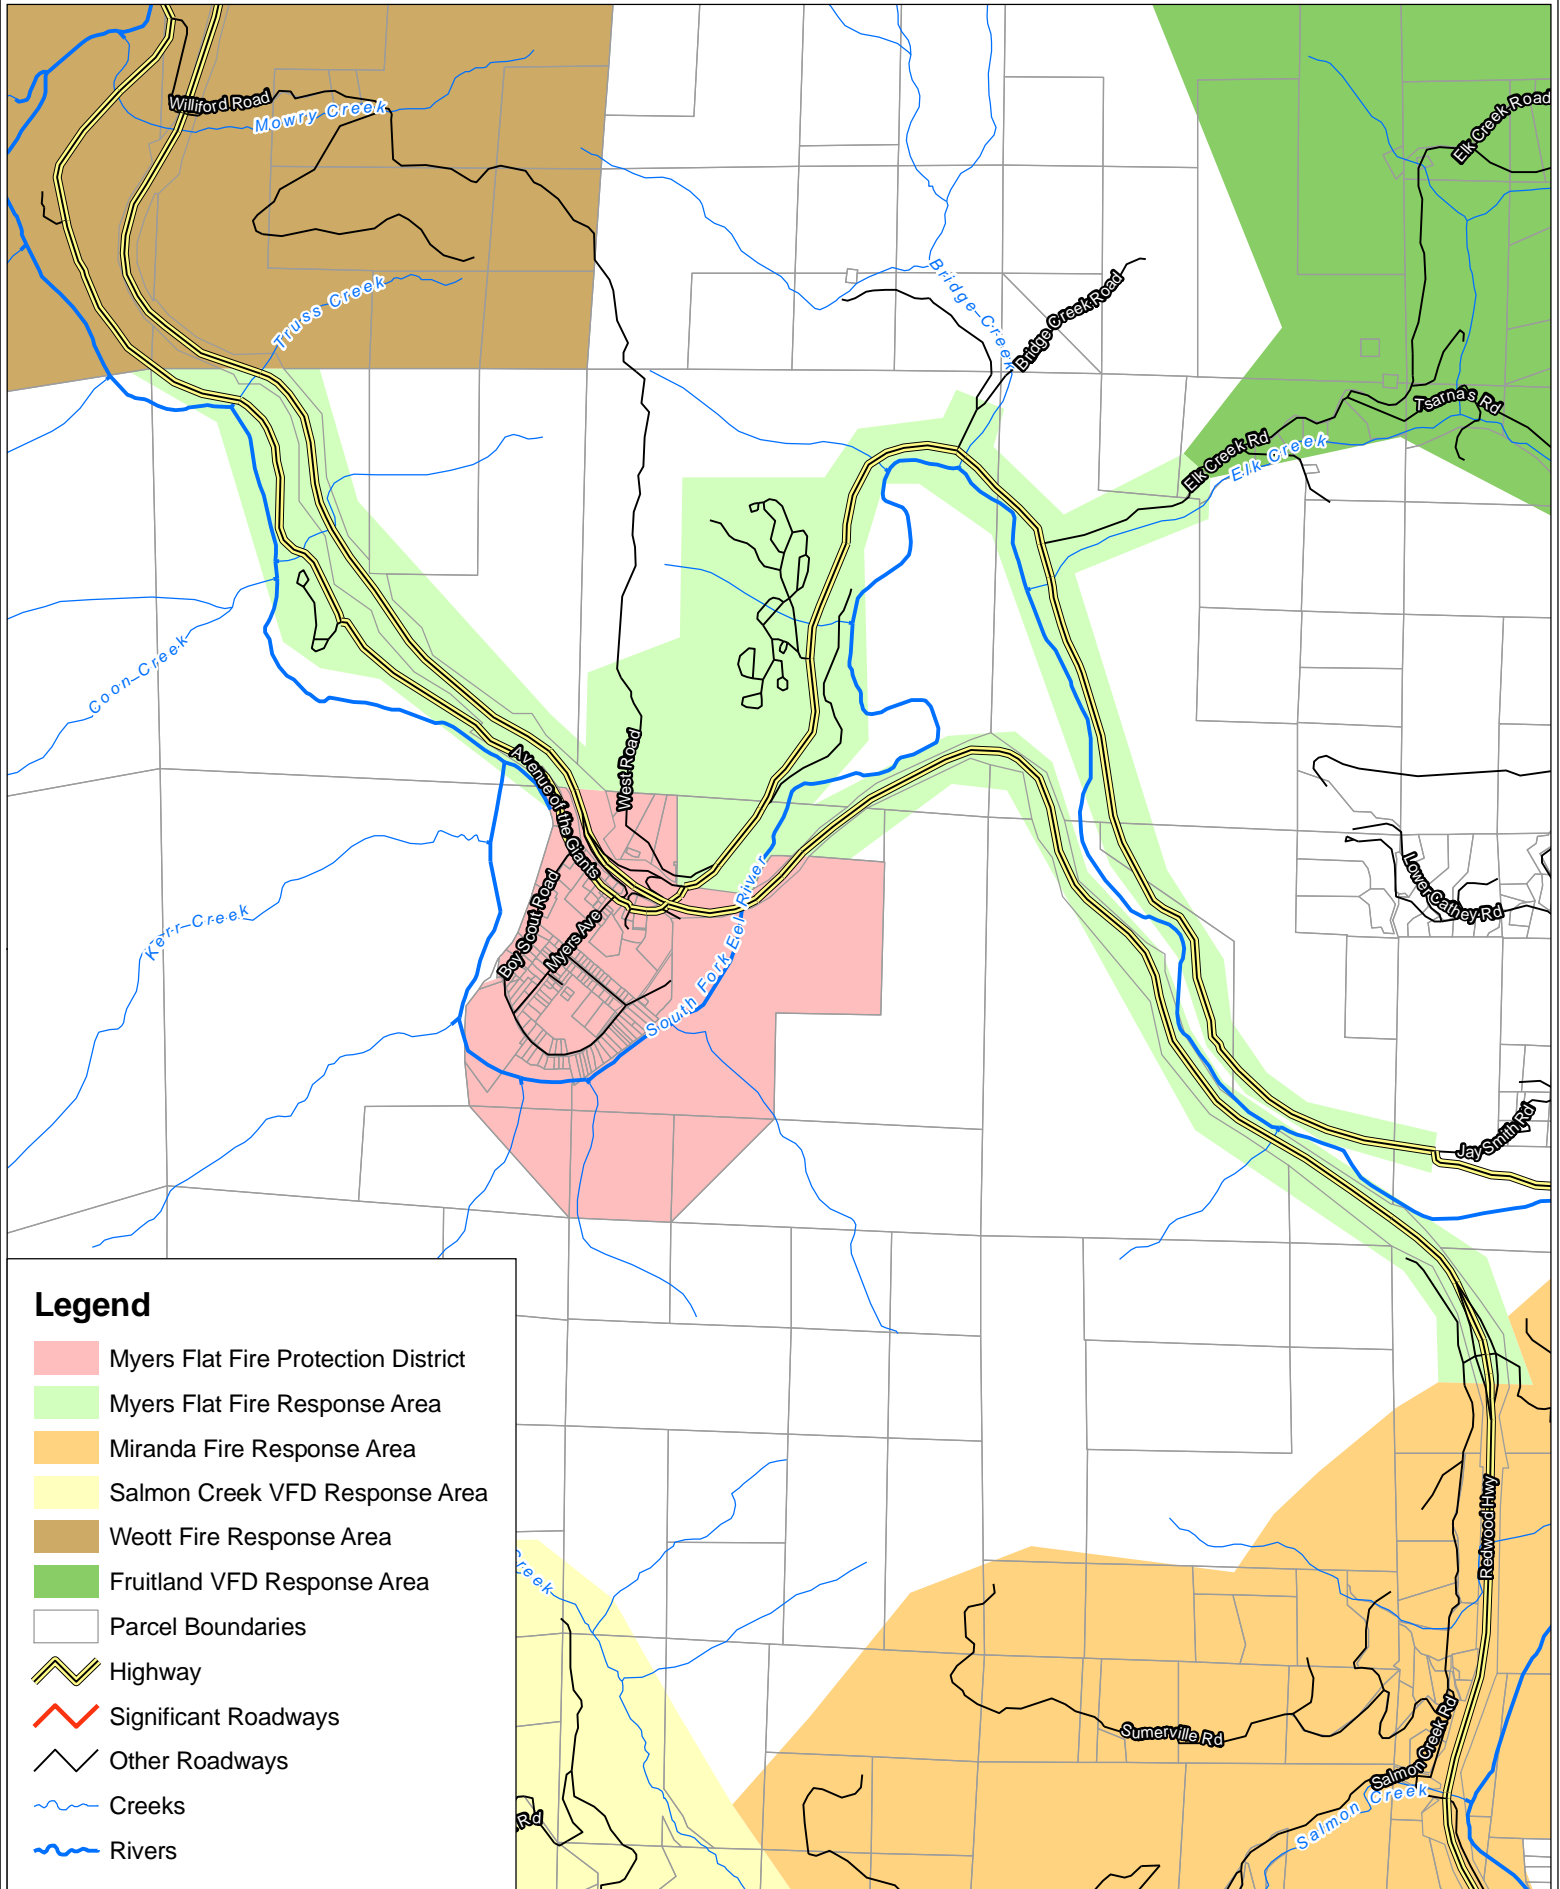 Williford Road
Mowry Creek
Elk Creek Road
Truss Creek
Bridge Creek
Bridge Creek Road
Tsarnas Rd
Elk Creek Rd
Elk Creek
Coon Creek
West Road
Avenue of the Giants
Lower Cathey Rd
Boy Scout Road
Myers Ave
South Fork Eel River
Kerr Creek
Jay Smith Rd
Redwood Hwy
Creek
Sumerville Rd
Salmon Creek Rd
Salmon Creek
Rd
Legend
Myers Flat Fire Protection District
Myers Flat Fire Response Area
Miranda Fire Response Area
Salmon Creek VFD Response Area
Weott Fire Response Area
Fruitland VFD Response Area
Parcel Boundaries
Highway
Significant Roadways
Other Roadways
Creeks
Rivers